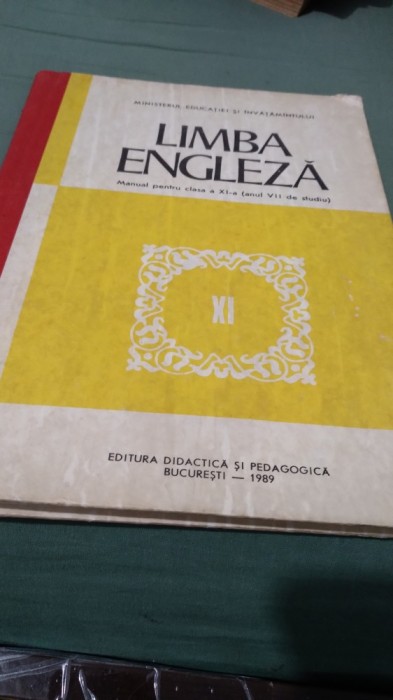 MINISTERUL EDUCAȚIEI ȘI ÎNVĂȚĂMÎNTULUI
LIMBA
ENGLEZĂ
Manual pentru clasa a XI-a (anul VII de studiu)
XI
EDITURA DIDACTICĂ ȘI PEDAGOGICĂ
BUCUREȘTI — 1989